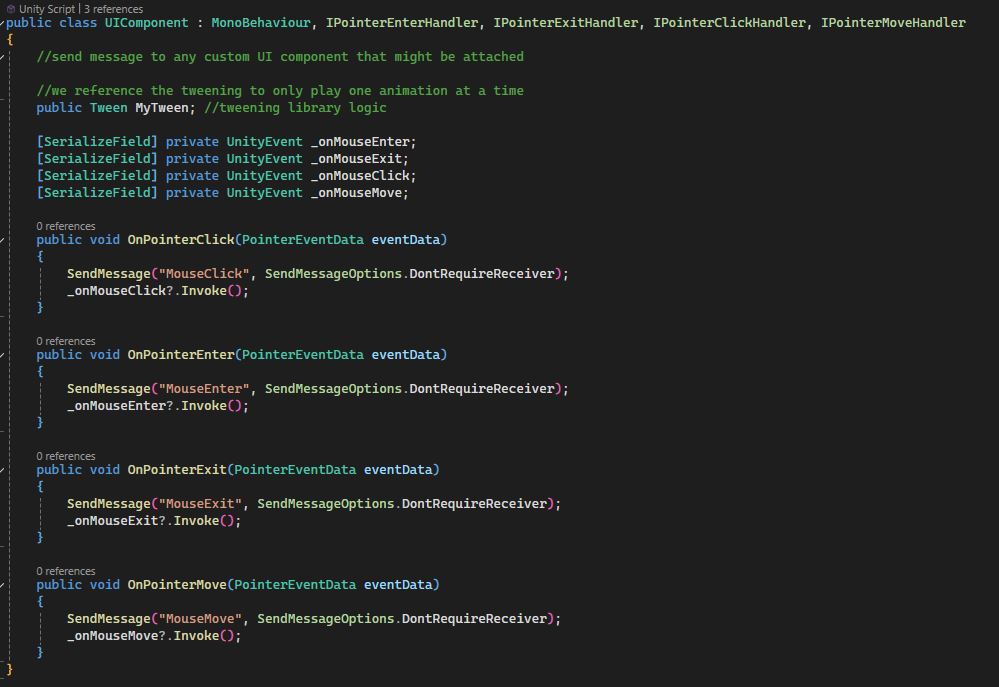 Unity Script | 3 references
public class UIComponent : MonoBehaviour, IPointerEnterHandler, IPointerExitHandler, IPointerClickHandler, IPointerMoveHandler
{
    //send message to any custom UI component that might be attached

    //we reference the tweening to only play one animation at a time
    public Tween MyTween; //tweening library logic

    [SerializeField] private UnityEvent _onMouseEnter;
    [SerializeField] private UnityEvent _onMouseExit;
    [SerializeField] private UnityEvent _onMouseClick;
    [SerializeField] private UnityEvent _onMouseMove;

    0 references
    public void OnPointerClick(PointerEventData eventData)
    {
        SendMessage("MouseClick", SendMessageOptions.DontRequireReceiver);
        _onMouseClick?.Invoke();
    }

    0 references
    public void OnPointerEnter(PointerEventData eventData)
    {
        SendMessage("MouseEnter", SendMessageOptions.DontRequireReceiver);
        _onMouseEnter?.Invoke();
    }

    0 references
    public void OnPointerExit(PointerEventData eventData)
    {
        SendMessage("MouseExit", SendMessageOptions.DontRequireReceiver);
        _onMouseExit?.Invoke();
    }

    0 references
    public void OnPointerMove(PointerEventData eventData)
    {
        SendMessage("MouseMove", SendMessageOptions.DontRequireReceiver);
        _onMouseMove?.Invoke();
    }
}